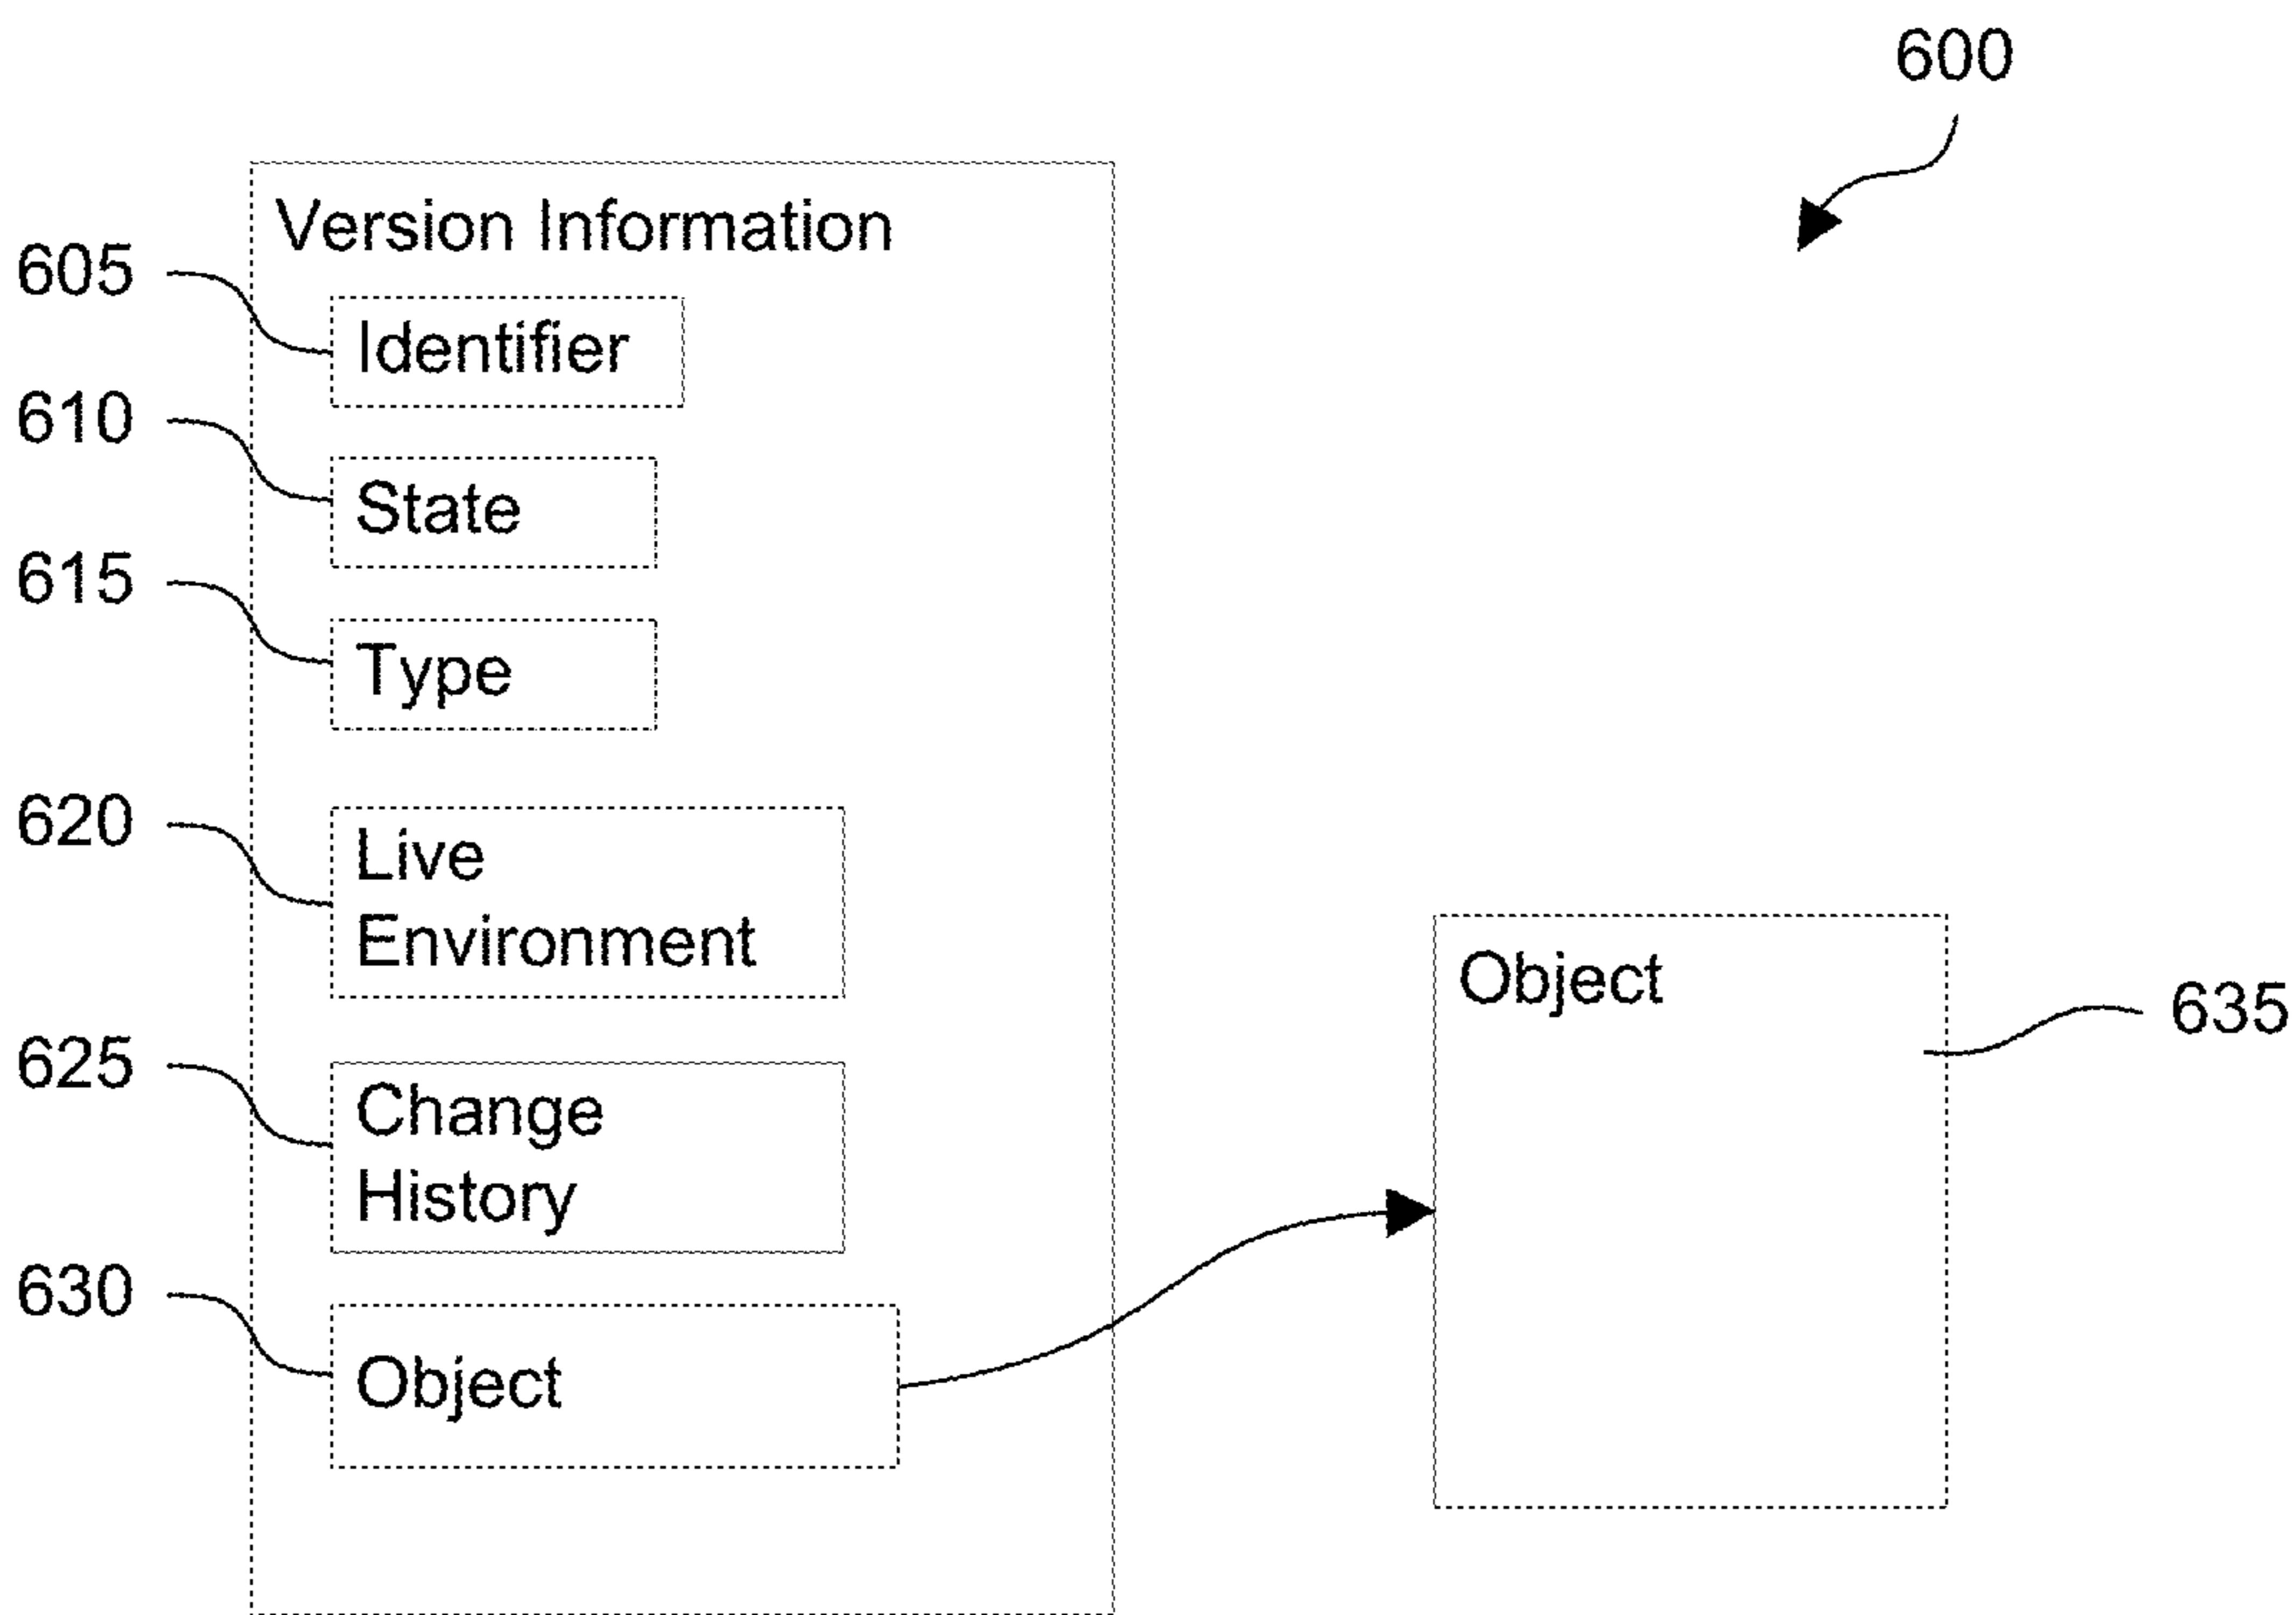 600
Version Information
605
Identifier
610
State
615
Type
620
Live
Environment
625
Change
History
630
Object
Object
635